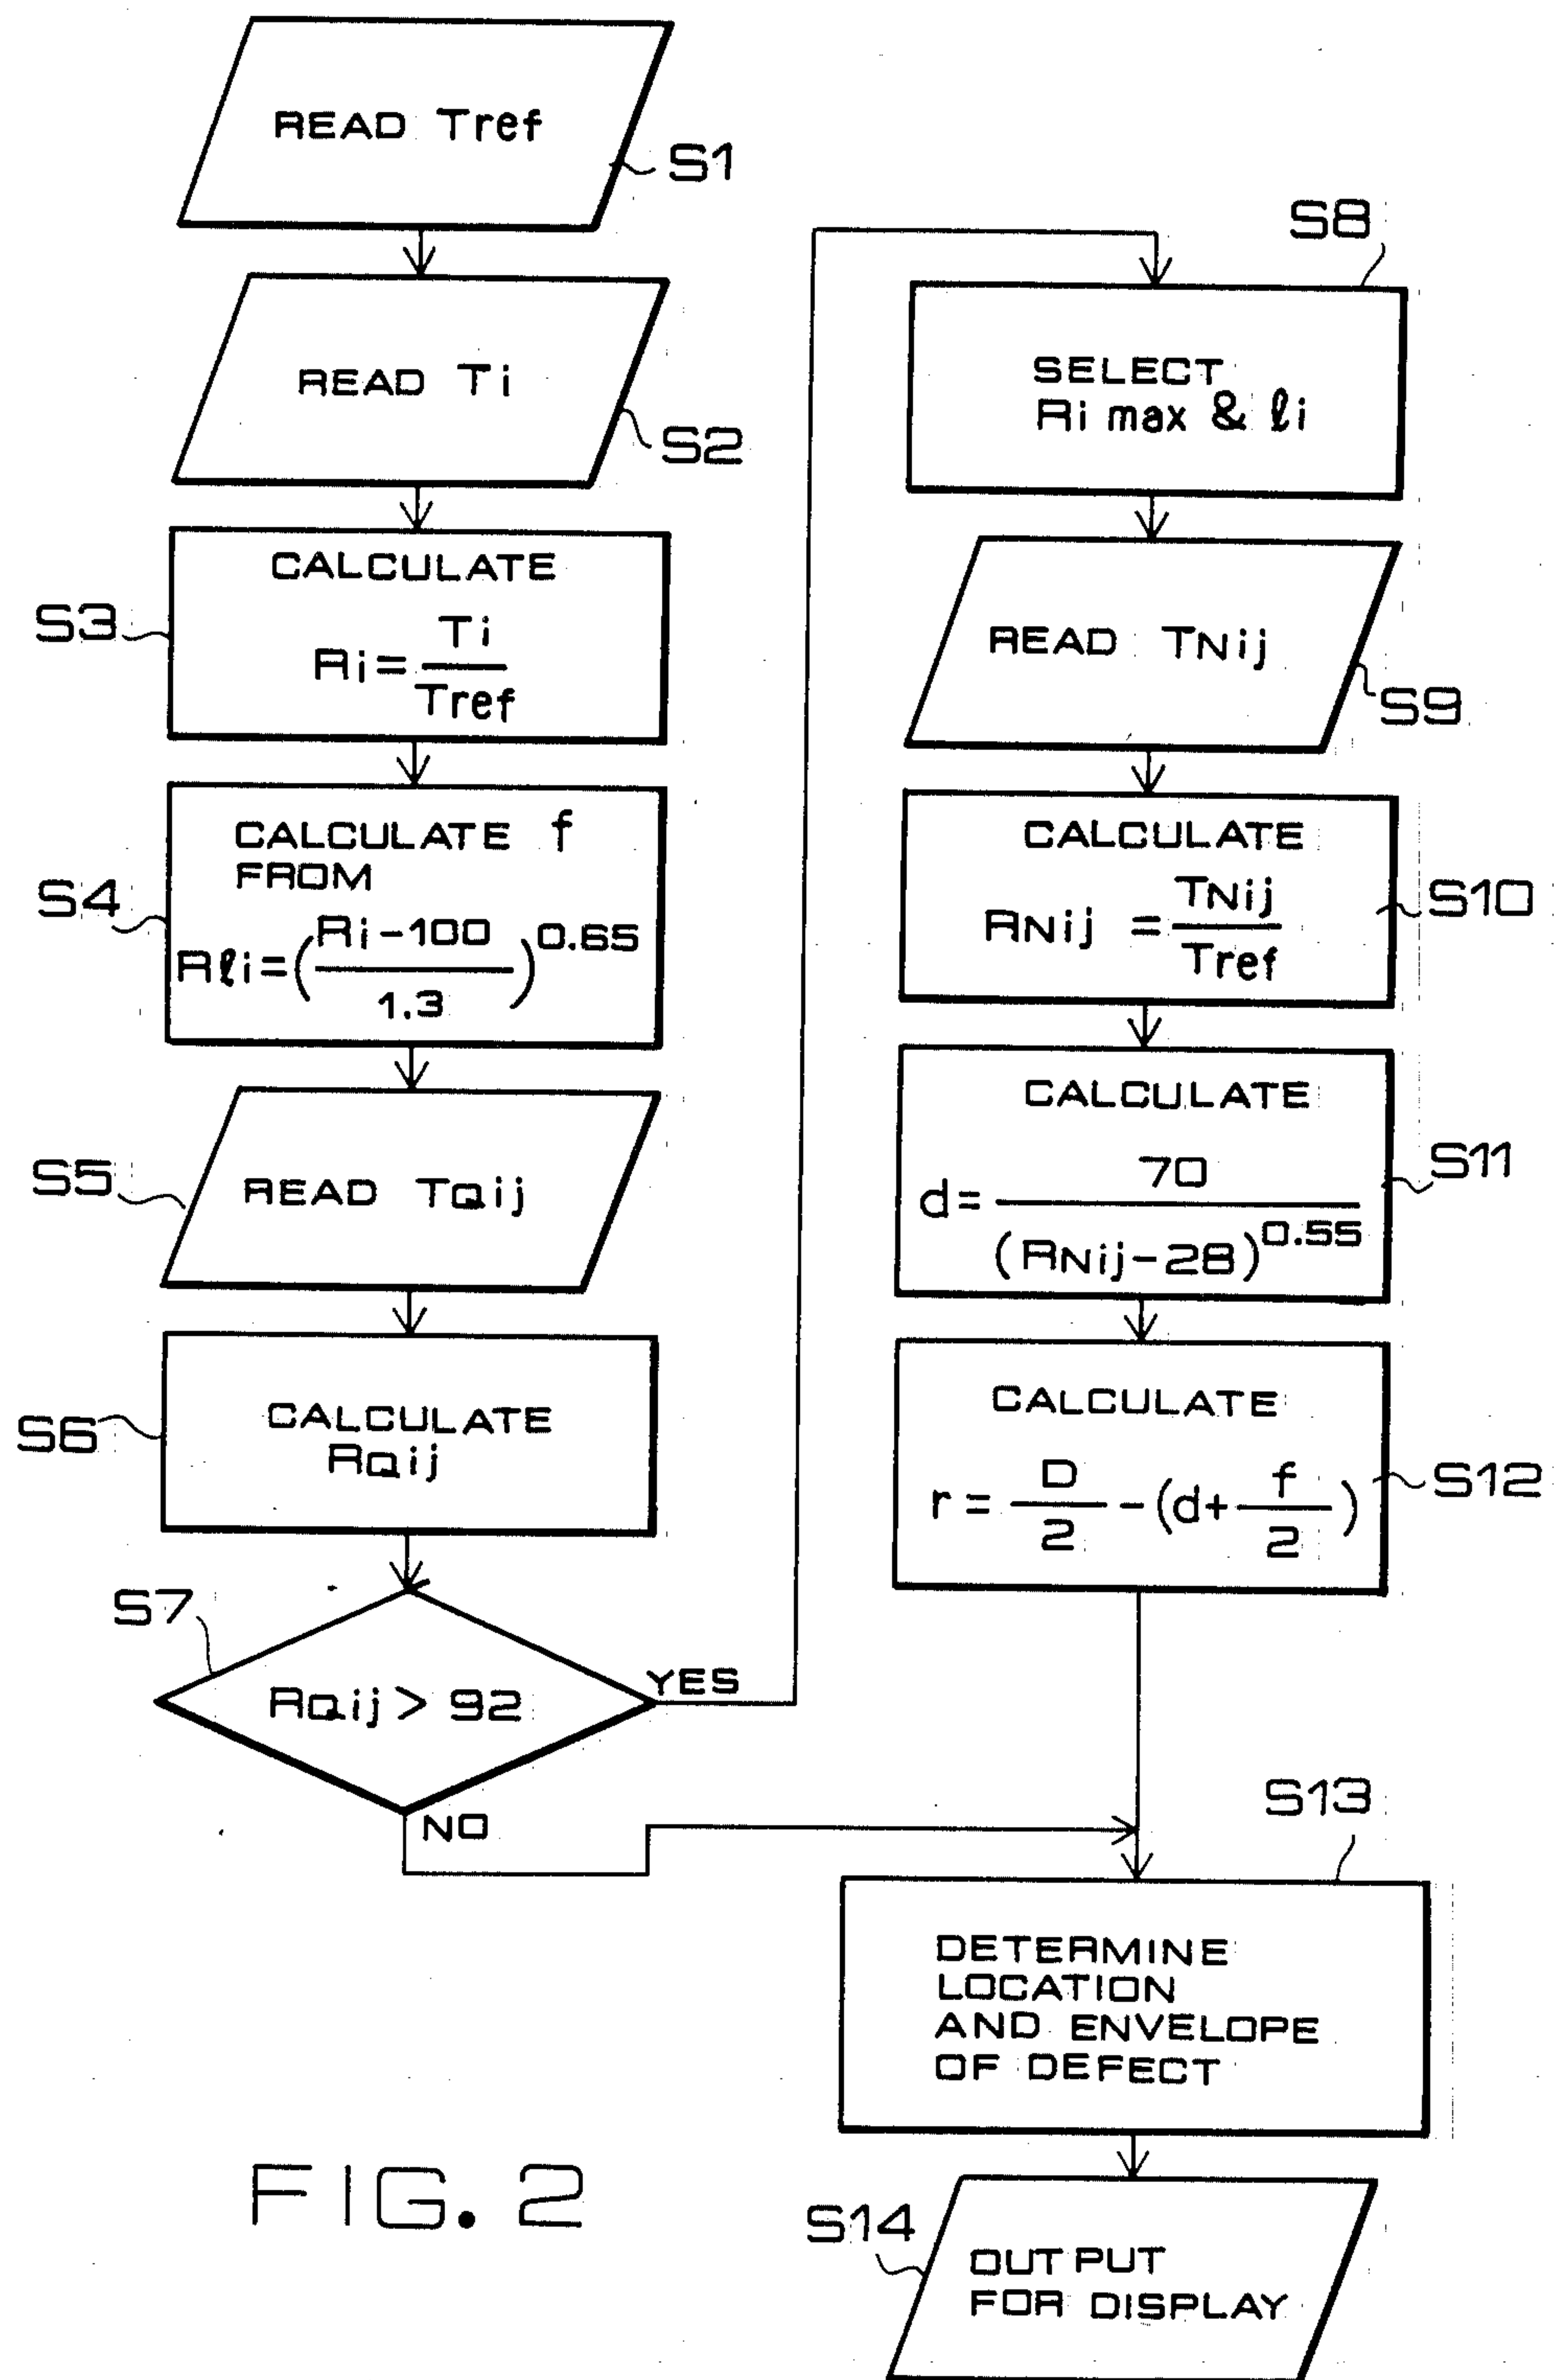 READ Tref
S1
READ Ti
S2
CALCULATE
Ri = Ti / Tref
S3
CALCULATE f
FROM
Rℓi = (Ri-100 / 1.3)^0.65
S4
READ TQij
S5
CALCULATE
RQij
S6
RQij > 92
S7
YES
NO
SELECT
Ri max & ℓi
S8
READ TNij
S9
CALCULATE
RNij = TNij / Tref
S10
CALCULATE
d = 70 / (RNij-28)^0.55
S11
CALCULATE
r = D/2 - (d + f/2)
S12
DETERMINE
LOCATION
AND ENVELOPE
OF DEFECT
S13
OUTPUT
FOR DISPLAY
S14
FIG. 2